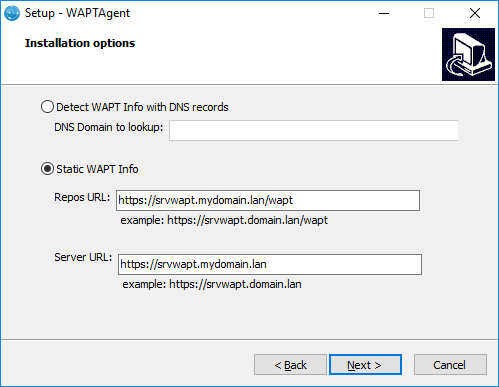 Setup - WAPTAgent
Installation options
Detect WAPT Info with DNS records
DNS Domain to lookup:
Static WAPT Info
Repos URL: https://srvwapt.mydomain.lan/wapt
example: https://srvwapt.domain.lan/wapt
Server URL: https://srvwapt.mydomain.lan
example: https://srvwapt.domain.lan
< Back Next > Cancel